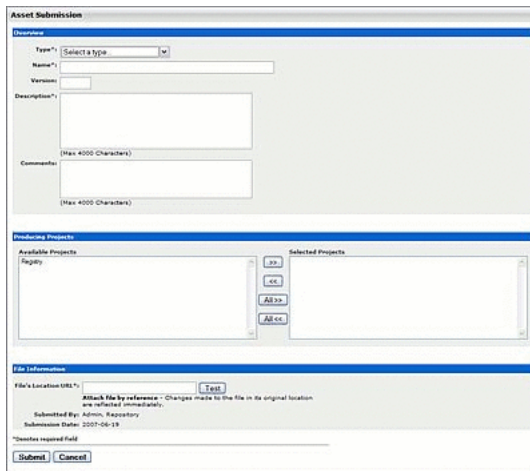 Asset Submission
Overview
Type*: Select a type...
Name*:
Version:
Description*:
(Max 4000 Characters)
Comments:
(Max 4000 Characters)
Producing Projects
Available Projects
Selected Projects
Registry
>>
<<
All >>
All <<
File Information
File's Location URL*: Test
Attach file by reference - Changes made to the file in its original location
are reflected immediately.
Submitted By: Admin, Repository
Submission Date: 2007-06-19
*Denotes required field
Submit Cancel